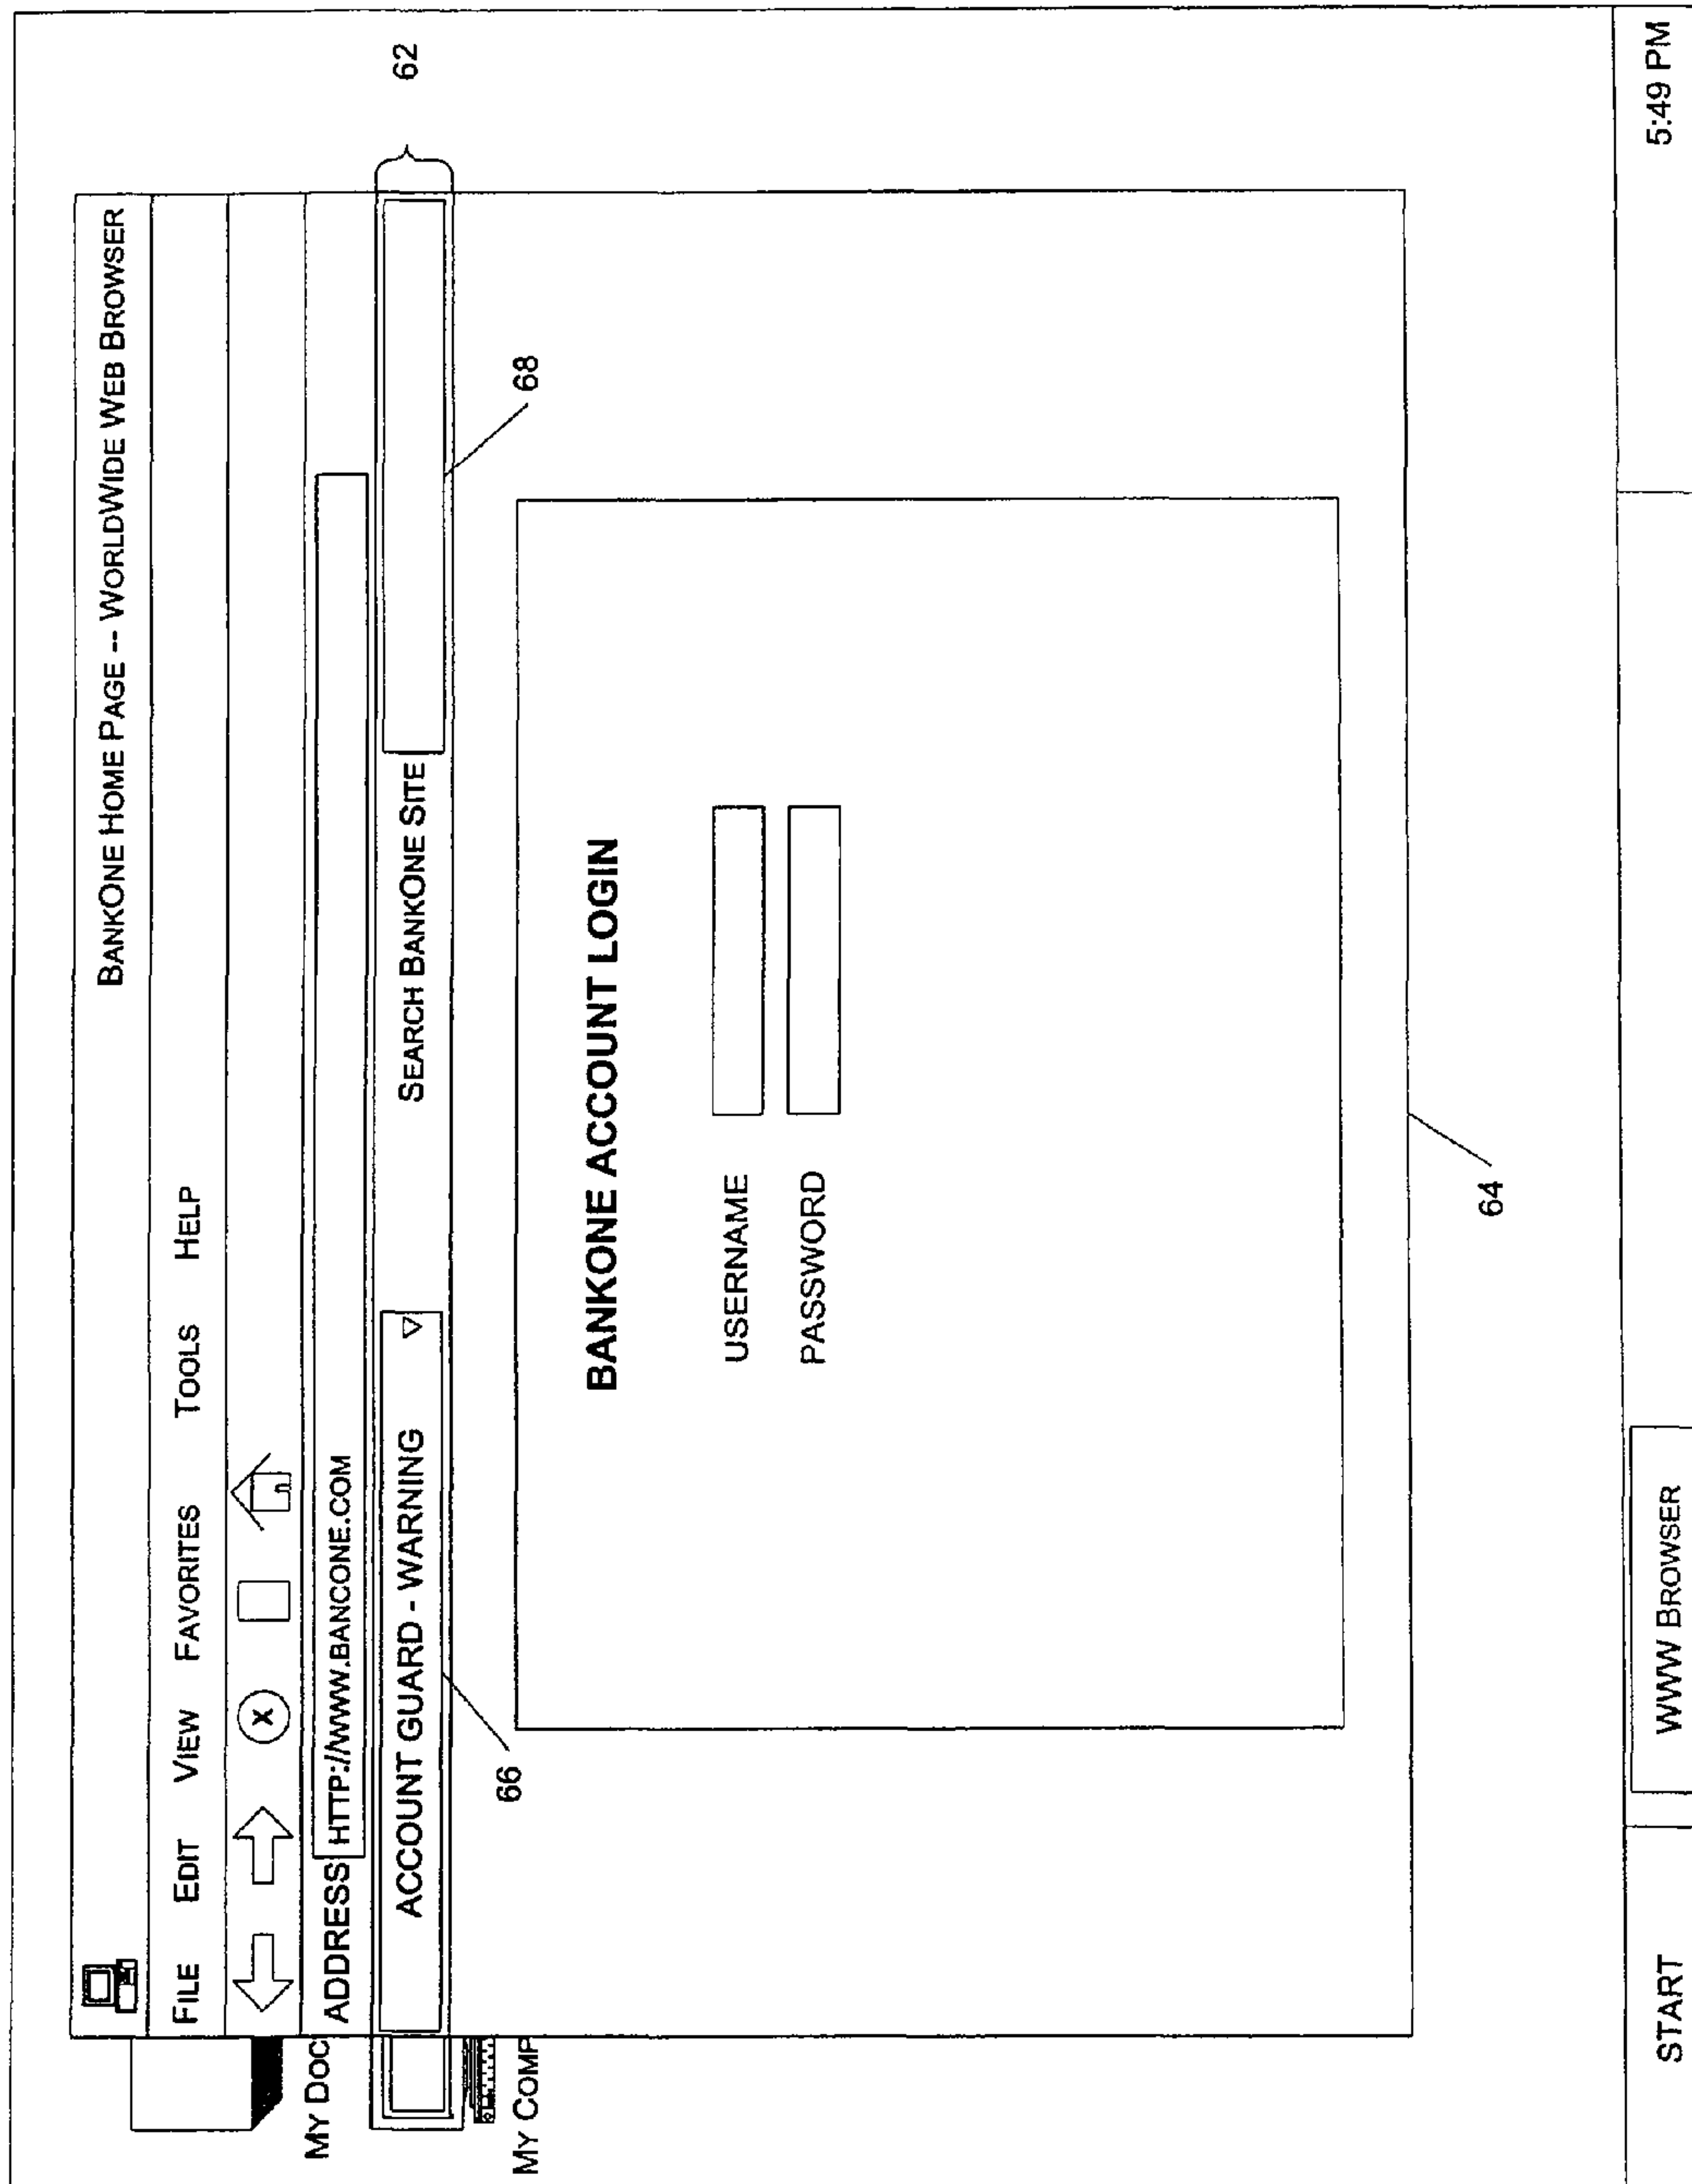 BANKONE HOME PAGE -- WORLDWIDE WEB BROWSER
FILE EDIT VIEW FAVORITES TOOLS HELP
X
ADDRESS HTTP://WWW.BANCONE.COM
MY DOC
ACCOUNT GUARD - WARNING SEARCH BANKONE SITE 62
68
66
MY COMP
BANKONE ACCOUNT LOGIN
USERNAME
PASSWORD
64
START WWW BROWSER 5:49 PM